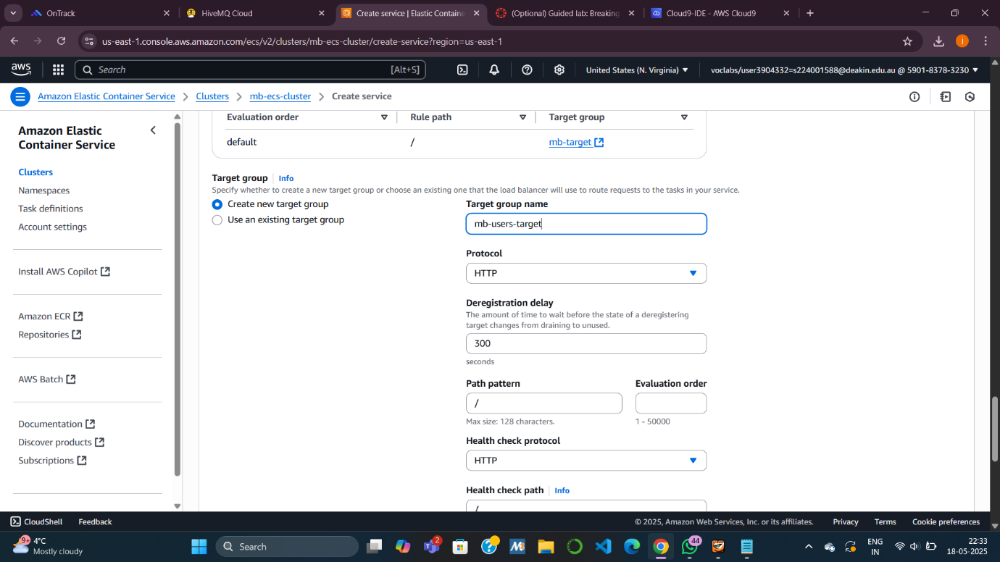 OnTrack
HiveMQ Cloud
Create service | Elastic Containe
(Optional) Guided lab: Breaking
Cloud9-IDE - AWS Cloud9
us-east-1.console.aws.amazon.com/ecs/v2/clusters/mb-ecs-cluster/create-service?region=us-east-1
j
aws
Search
[Alt+S]
United States (N. Virginia)
voclabs/user3904332=s224001588@deakin.edu.au @ 5901-8378-3230
Amazon Elastic Container Service
Clusters
mb-ecs-cluster
Create service
Amazon Elastic
Container Service
Clusters
Namespaces
Task definitions
Account settings
Install AWS Copilot
Amazon ECR
Repositories
AWS Batch
Documentation
Discover products
Subscriptions
Evaluation order
Rule path
Target group
default
/
mb-target
Target group
Info
Specify whether to create a new target group or choose an existing one that the load balancer will use to route requests to the tasks in your service.
Create new target group
Use an existing target group
Target group name
mb-users-target
Protocol
HTTP
Deregistration delay
The amount of time to wait before the state of a deregistering
target changes from draining to unused.
300
seconds
Path pattern
Evaluation order
/
Max size: 128 characters.
1 - 50000
Health check protocol
HTTP
Health check path
Info
/
CloudShell
Feedback
© 2025, Amazon Web Services, Inc. or its affiliates.
Privacy
Terms
Cookie preferences
9+
4°C
Mostly cloudy
Search
2
44
ENG
IN
22:33
18-05-2025